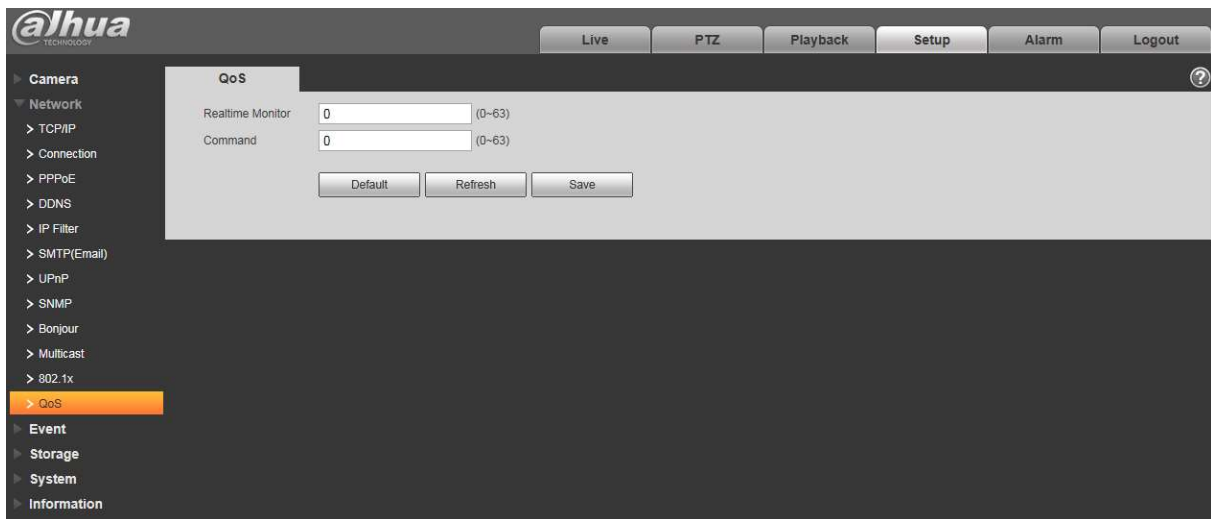 alhua
TECHNOLOGY
Live PTZ Playback Setup Alarm Logout
Camera
Network
> TCP/IP
> Connection
> PPPoE
> DDNS
> IP Filter
> SMTP(Email)
> UPnP
> SNMP
> Bonjour
> Multicast
> 802.1x
> QoS
Event
Storage
System
Information
QoS
?
Realtime Monitor 0 (0~63)
Command 0 (0~63)
Default Refresh Save